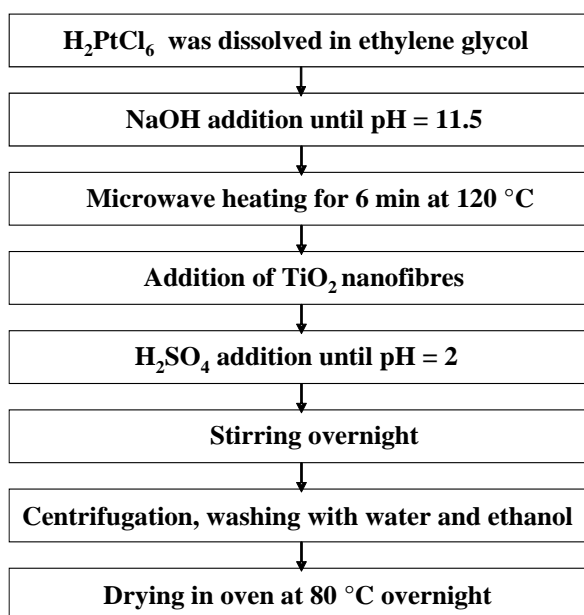 H₂PtCl₆ was dissolved in ethylene glycol
NaOH addition until pH = 11.5
Microwave heating for 6 min at 120 °C
Addition of TiO₂ nanofibres
H₂SO₄ addition until pH = 2
Stirring overnight
Centrifugation, washing with water and ethanol
Drying in oven at 80 °C overnight